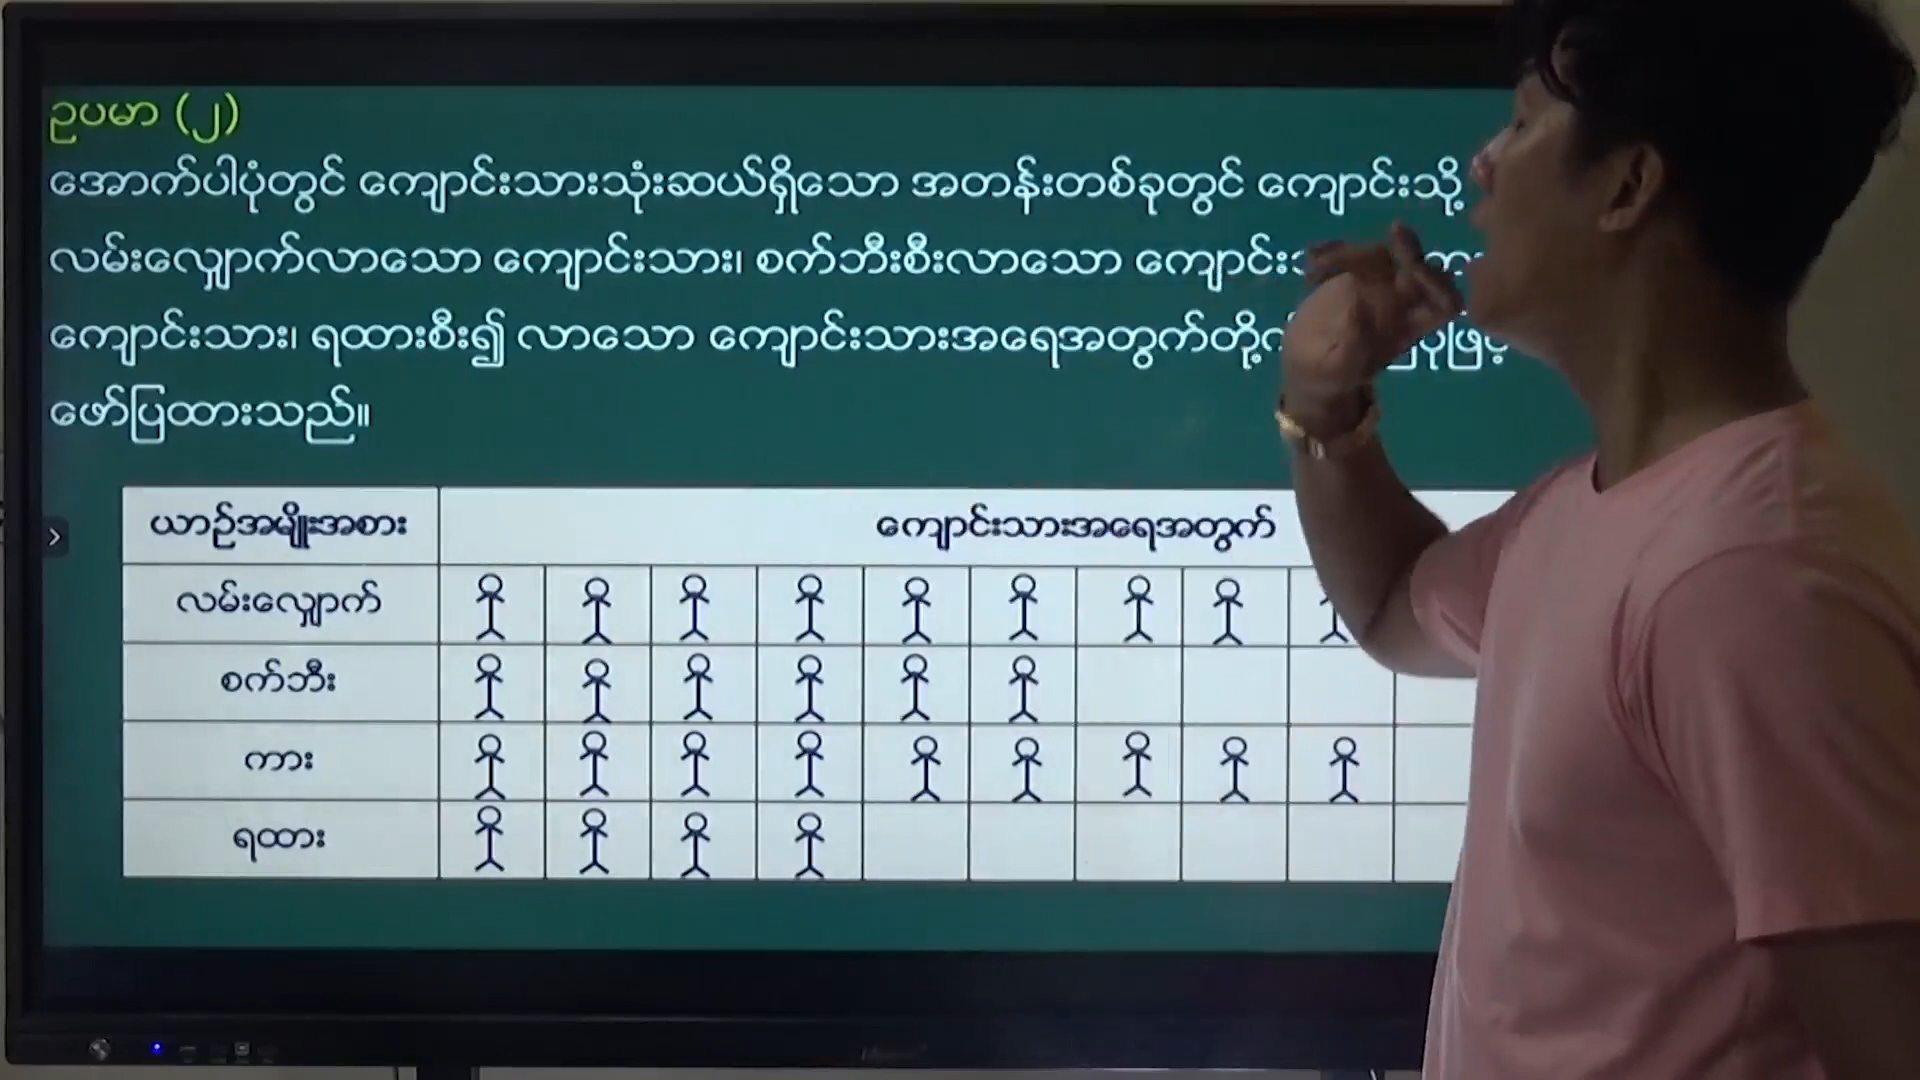 ဥပမာ (၂)
အောက်ပါပုံတွင် ကျောင်းသားသုံးဆယ်ရှိသော အတန်းတစ်ခုတွင် ကျောင်းသို့
လမ်းလျှောက်လာသော ကျောင်းသား၊ စက်ဘီးစီးလာသော
ကျောင်းသား၊ ရထားစီး၍ လာသော ကျောင်းသားအရေအတွက်တို့
ဖော်ပြထားသည်။
ယာဉ်အမျိုးအစား ကျောင်းသားအရေအတွက်
လမ်းလျှောက်
စက်ဘီး
ကား
ရထား